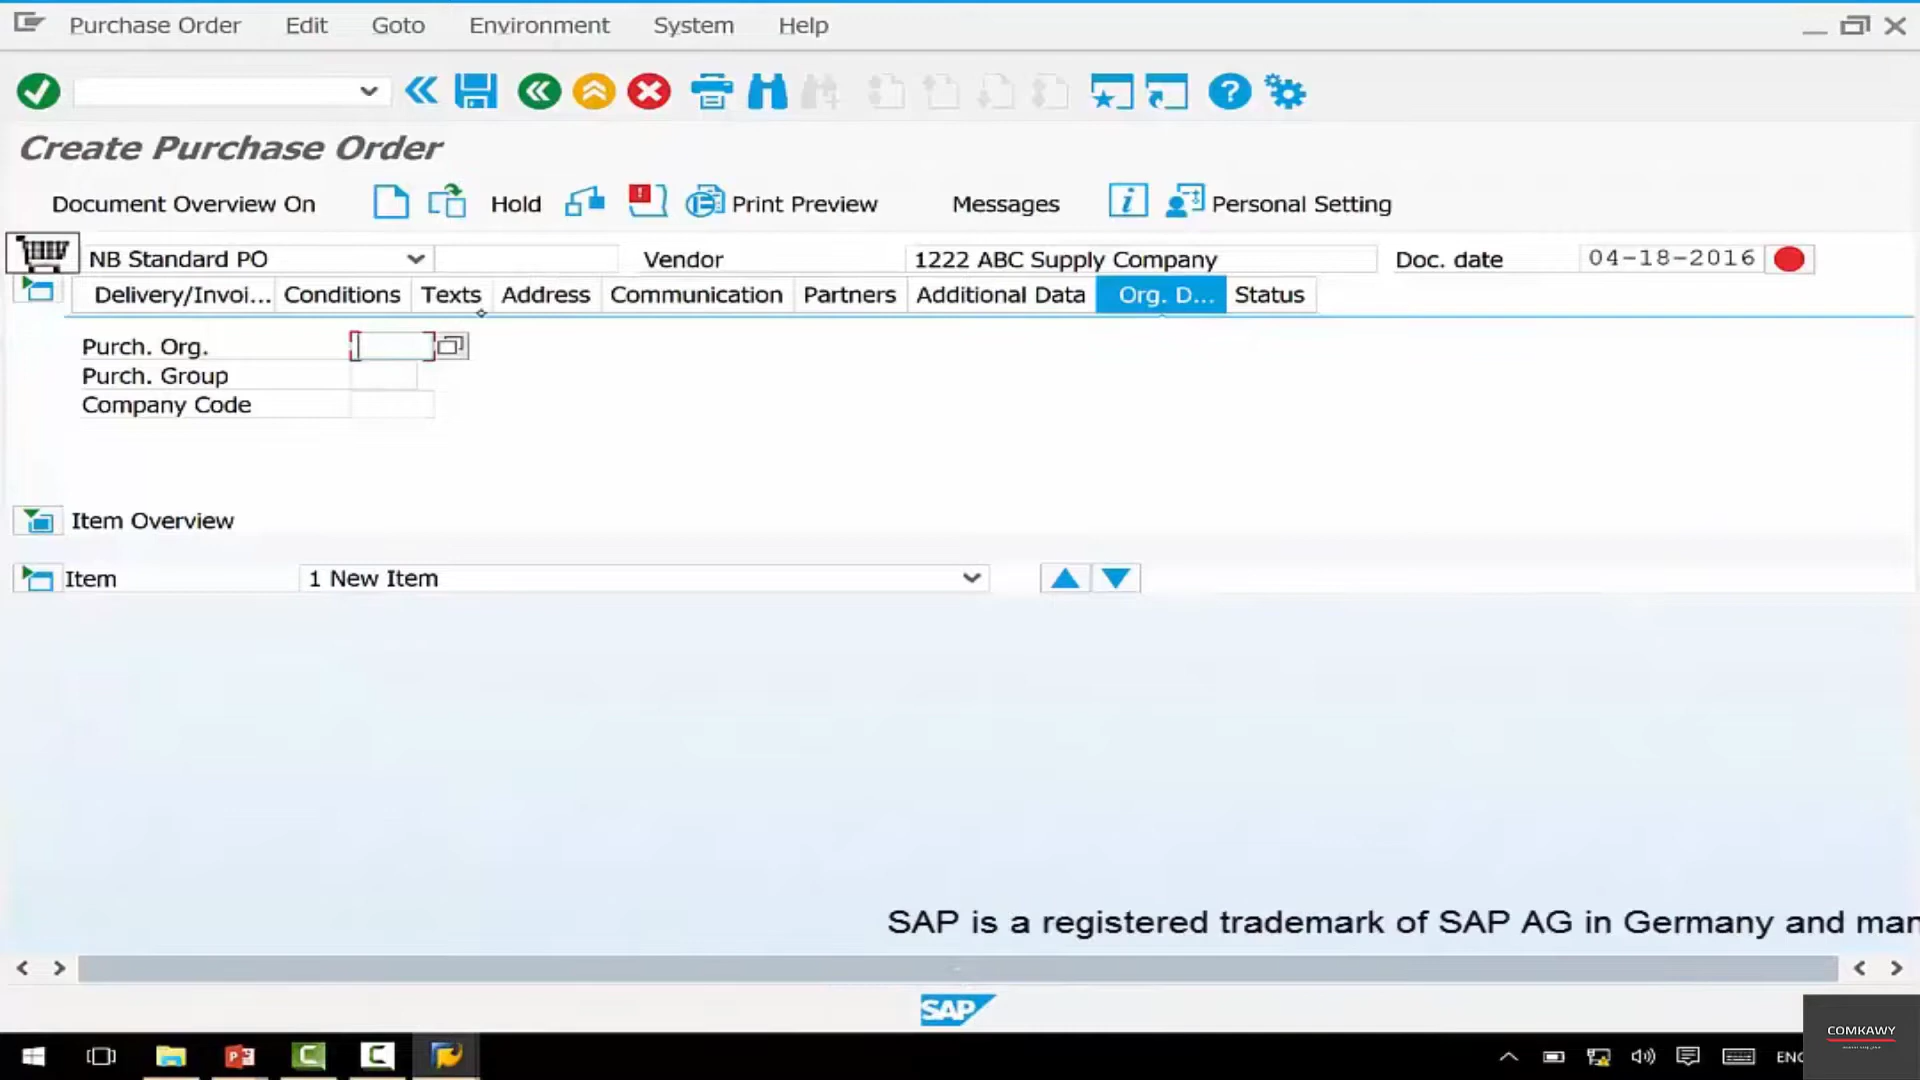 Purchase Order Edit Goto Environment System Help
Create Purchase Order
Document Overview On Hold Print Preview Messages Personal Setting
NB Standard PO Vendor 1222 ABC Supply Company Doc. date 04-18-2016
Delivery/Invoi... Conditions Texts Address Communication Partners Additional Data Org. D... Status
Purch. Org.
Purch. Group
Company Code
Item Overview
Item 1 New Item
SAP is a registered trademark of SAP AG in Germany and man
SAP
COMKAWY
ENG